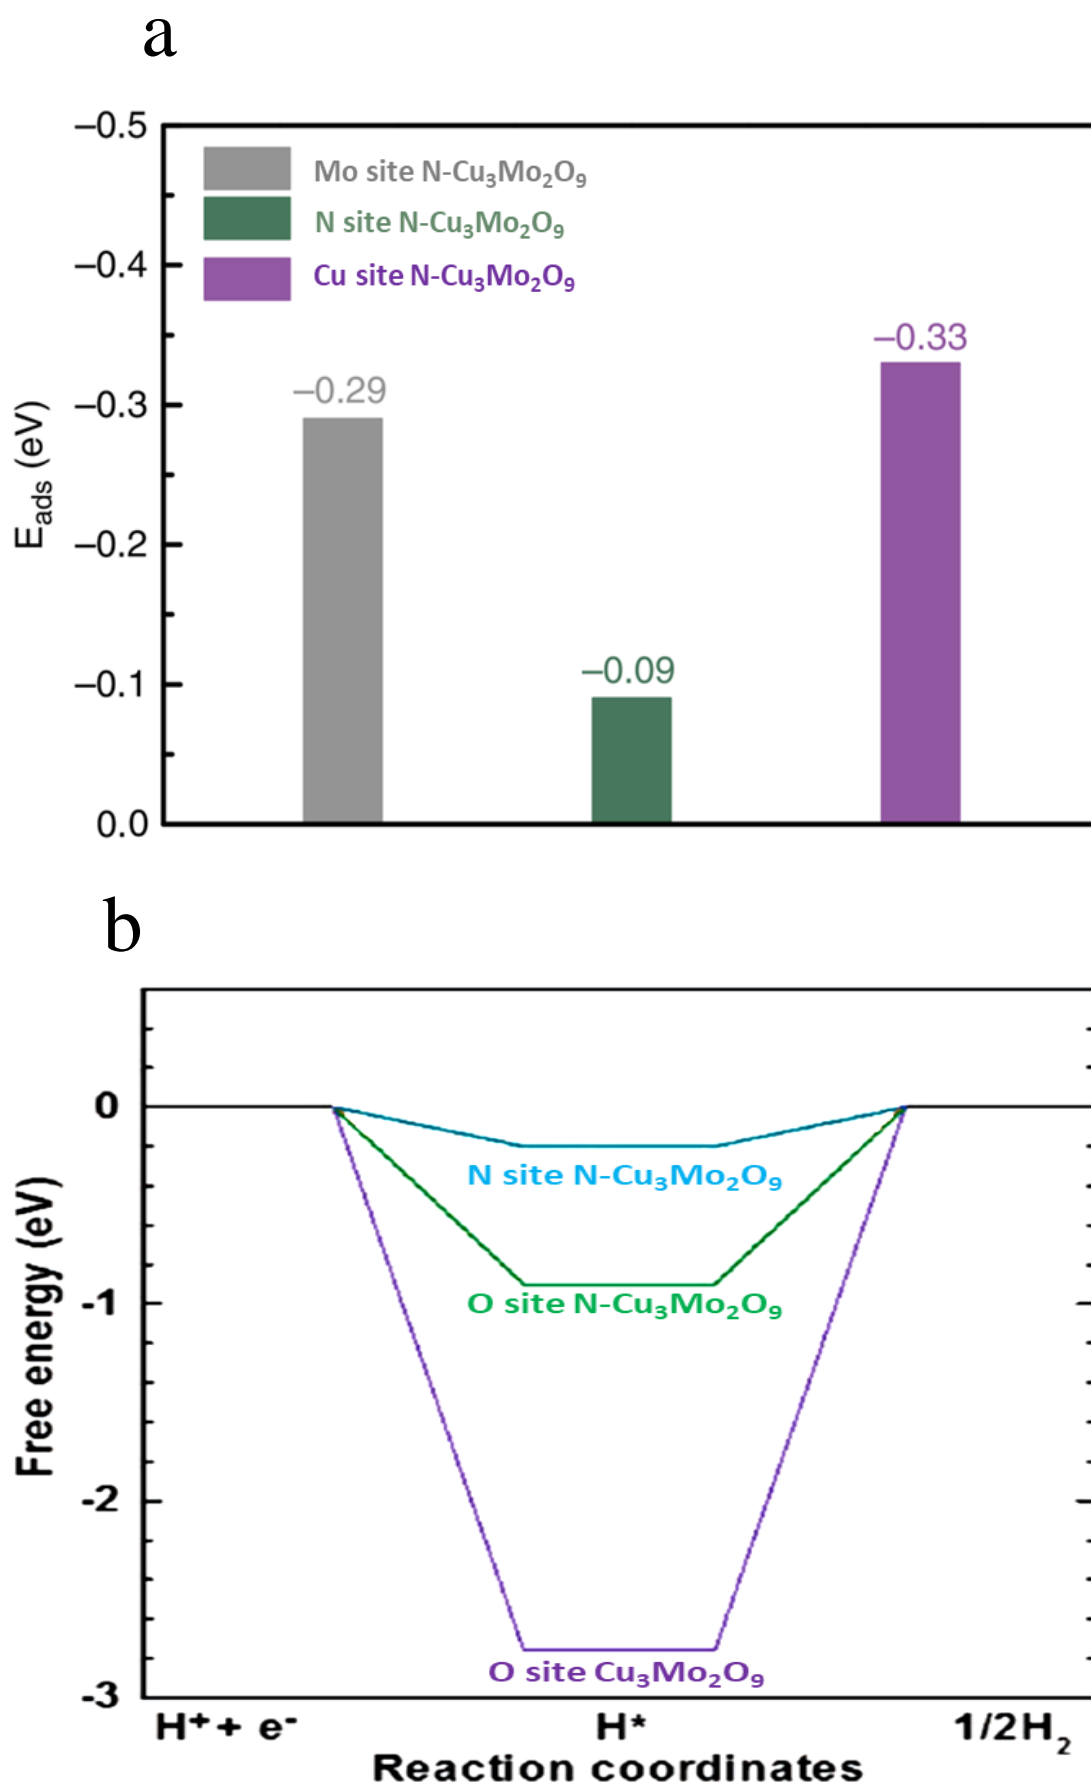 a
–0.5
Mo site N-Cu₃Mo₂O₉
N site N-Cu₃Mo₂O₉
–0.4
Cu site N-Cu₃Mo₂O₉
–0.33
–0.29
–0.3
E_ads (eV)
–0.2
–0.09
–0.1
0.0
b
0
N site N-Cu₃Mo₂O₉
Free energy (eV)
O site N-Cu₃Mo₂O₉
-1
-2
O site Cu₃Mo₂O₉
-3
H⁺ + e⁻
H*
1/2H₂
Reaction coordinates